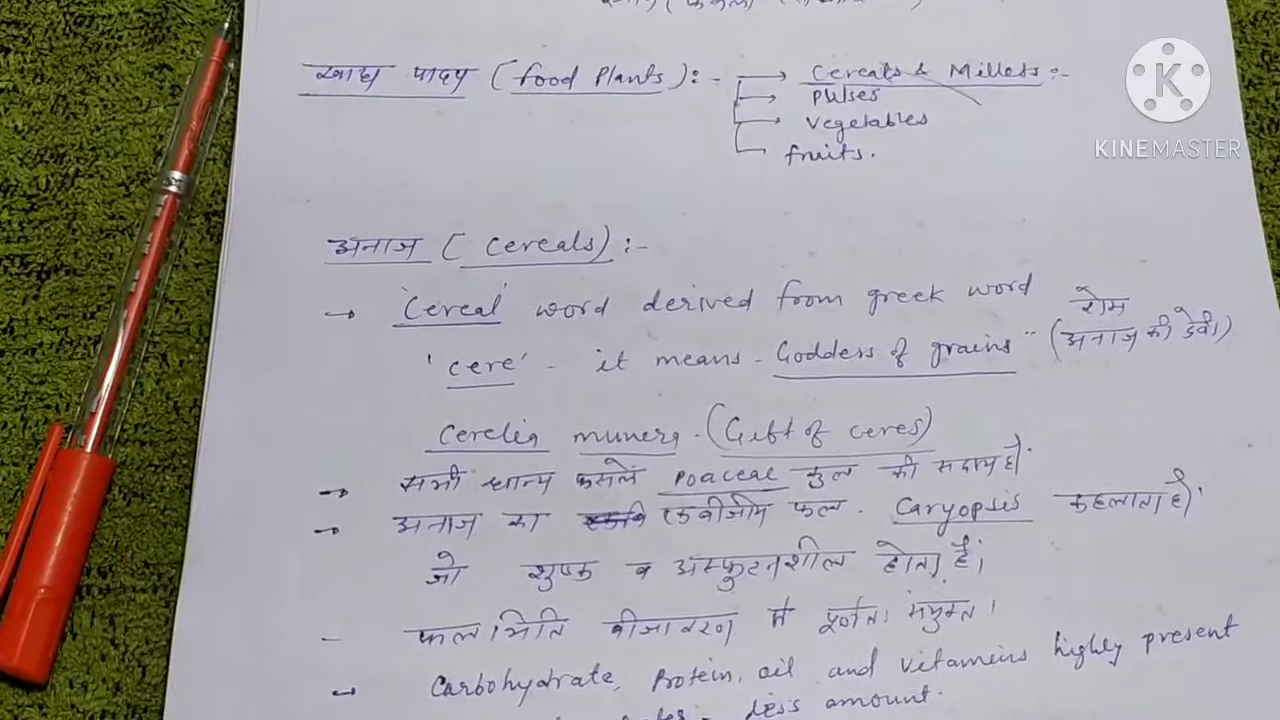 खाद्य पादप (food Plants) : -
Cereals & Millets :-
Pulses
vegetables
fruits.
K
KINEMASTER
अनाज ( Cereals) :-
→ 'Cereal' word derived from greek word
'cere' - it means - Goddess of grains" (रोम अनाज की देवी)
Cerelia munera - (Gift of ceres)
→ सभी धान्य फसलें Poaceae कुल की सदस्य है।
→ अनाज का एकबीजीय फल. Caryopsis कहलाता है।
जो शुष्क व अस्फुटनशील होता है।
- फल भिति बीजावरण से पूर्णतः संयुक्त।
→ Carbohydrate, Protein, oil and vitamins highly present
less amount.